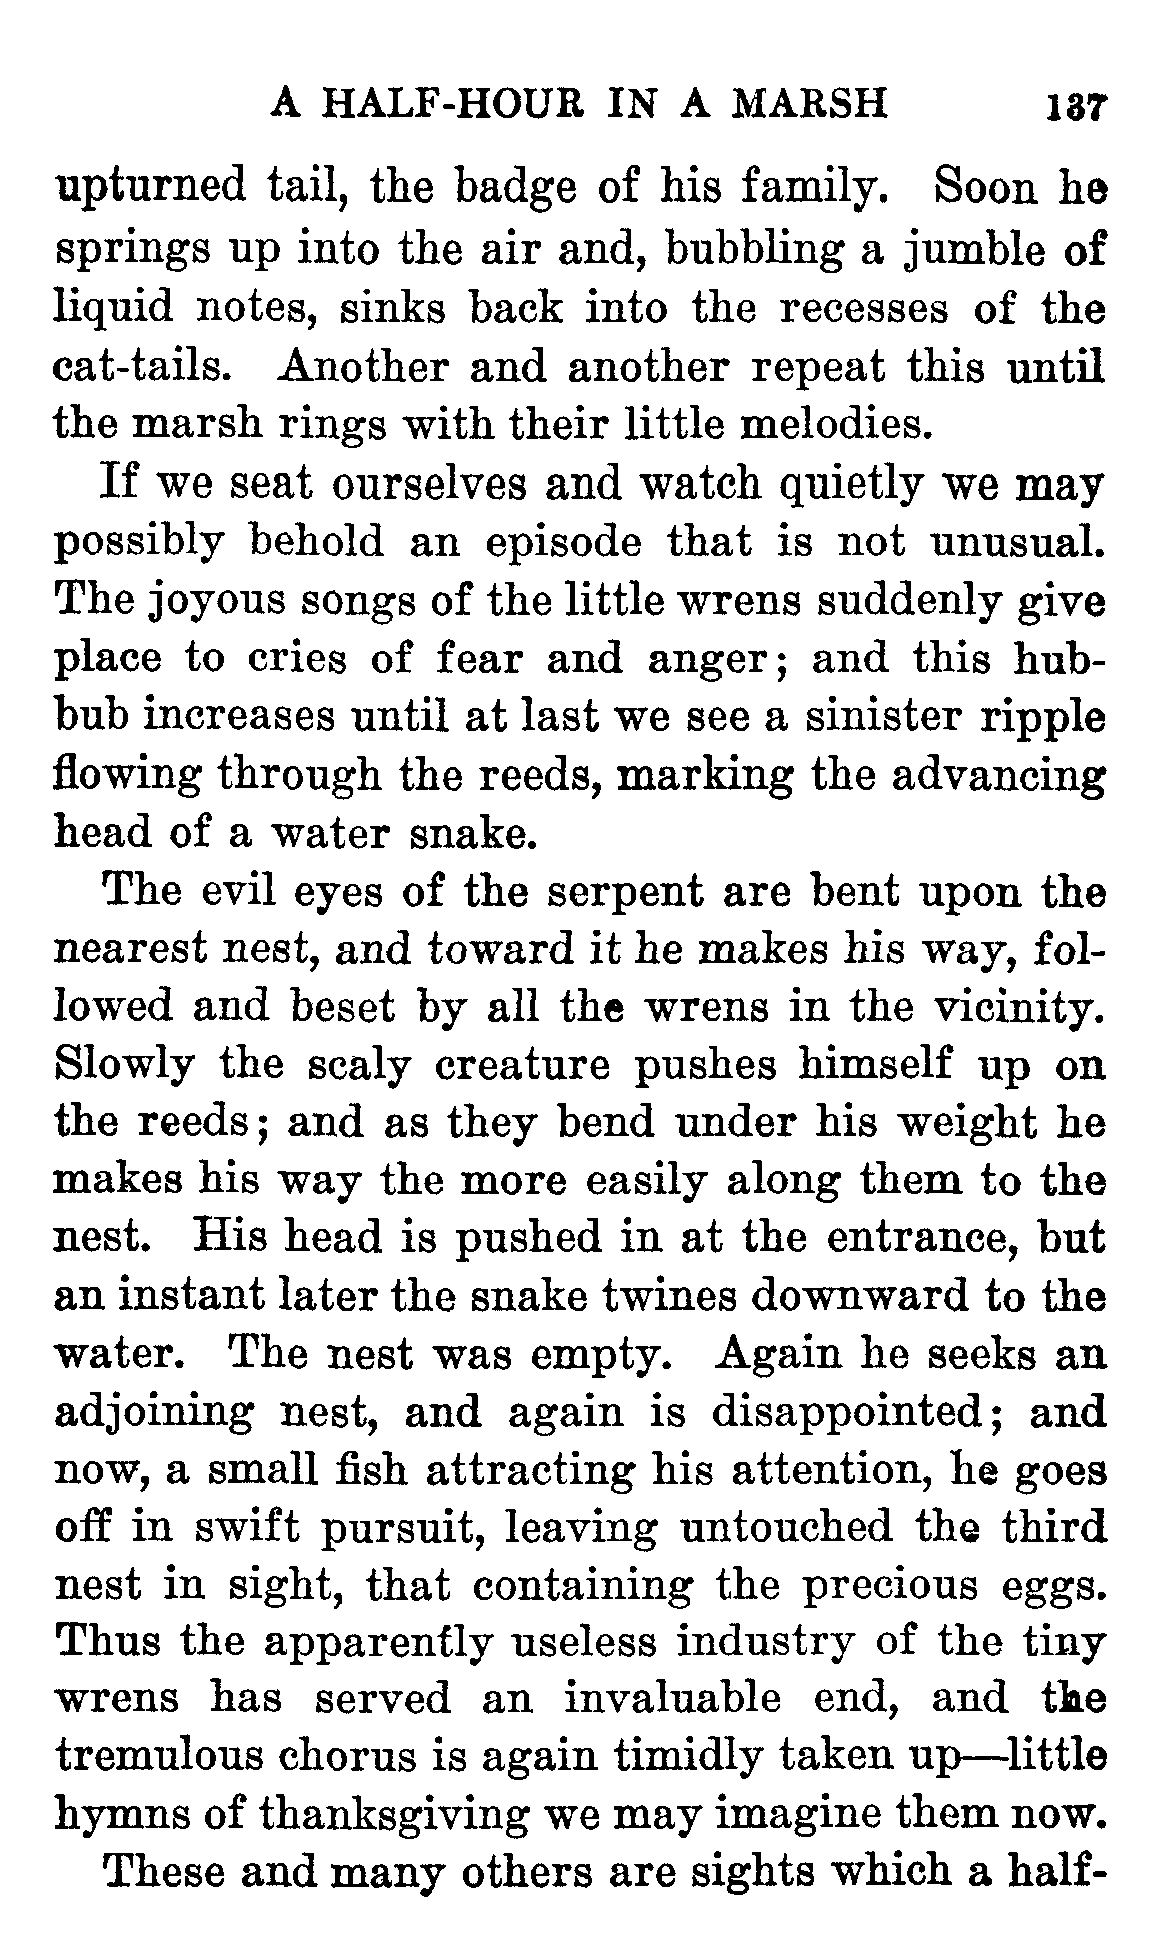 A HALF-HOUR IN A MARSH 137
upturned tail, the badge of his family. Soon he
springs up into the air and, bubbling a jumble of
liquid notes, sinks back into the recesses of the
cat-tails. Another and another repeat this until
the marsh rings with their little melodies.
If we seat ourselves and watch quietly we may
possibly behold an episode that is not unusual.
The joyous songs of the little wrens suddenly give
place to cries of fear and anger; and this hub-
bub increases until at last we see a sinister ripple
flowing through the reeds, marking the advancing
head of a water snake.
The evil eyes of the serpent are bent upon the
nearest nest, and toward it he makes his way, fol-
lowed and beset by all the wrens in the vicinity.
Slowly the scaly creature pushes himself up on
the reeds; and as they bend under his weight he
makes his way the more easily along them to the
nest. His head is pushed in at the entrance, but
an instant later the snake twines downward to the
water. The nest was empty. Again he seeks an
adjoining nest, and again is disappointed; and
now, a small fish attracting his attention, he goes
off in swift pursuit, leaving untouched the third
nest in sight, that containing the precious eggs.
Thus the apparently useless industry of the tiny
wrens has served an invaluable end, and the
tremulous chorus is again timidly taken up—little
hymns of thanksgiving we may imagine them now.
These and many others are sights which a half-